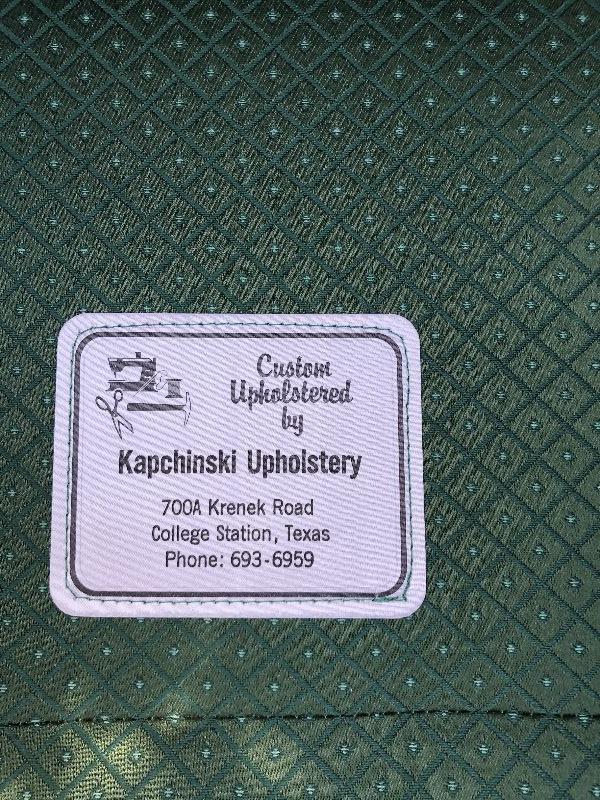 Custom
Upholstered
by
Kapchinski Upholstery
700A Krenek Road
College Station, Texas
Phone: 693-6959